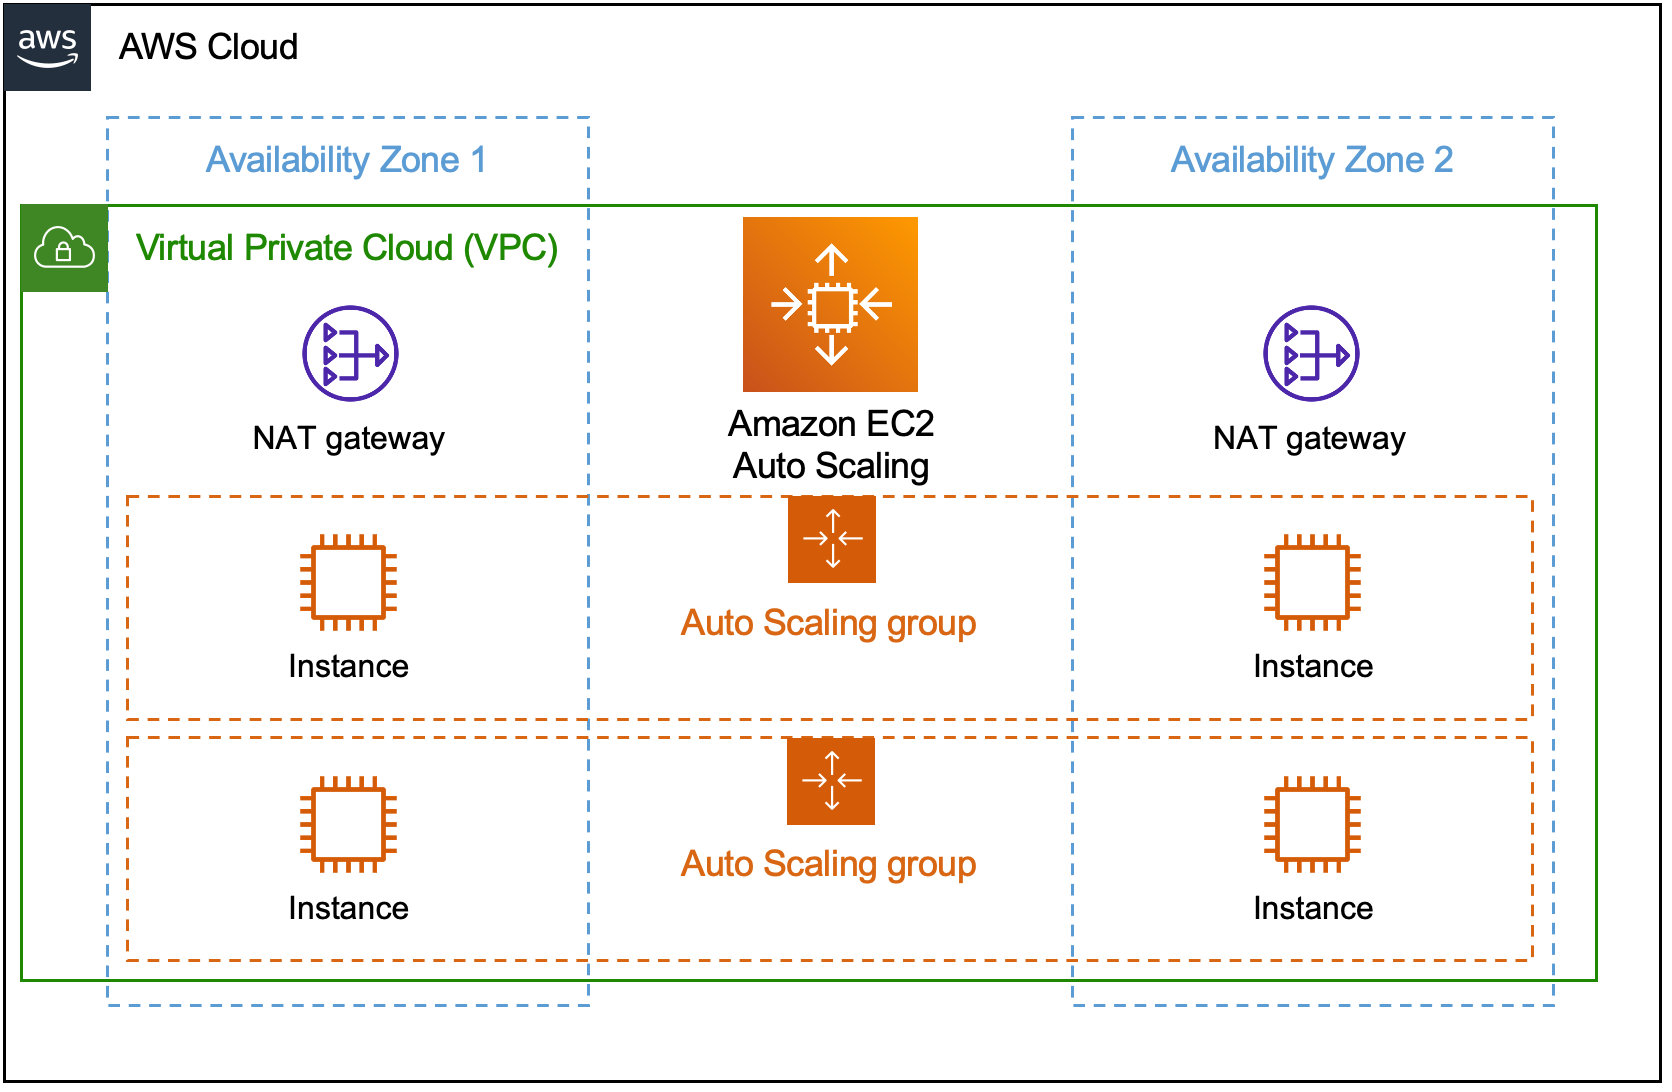 aws
AWS Cloud
Availability Zone 1
Availability Zone 2
Virtual Private Cloud (VPC)
NAT gateway
Amazon EC2
Auto Scaling
NAT gateway
Instance
Auto Scaling group
Instance
Instance
Auto Scaling group
Instance